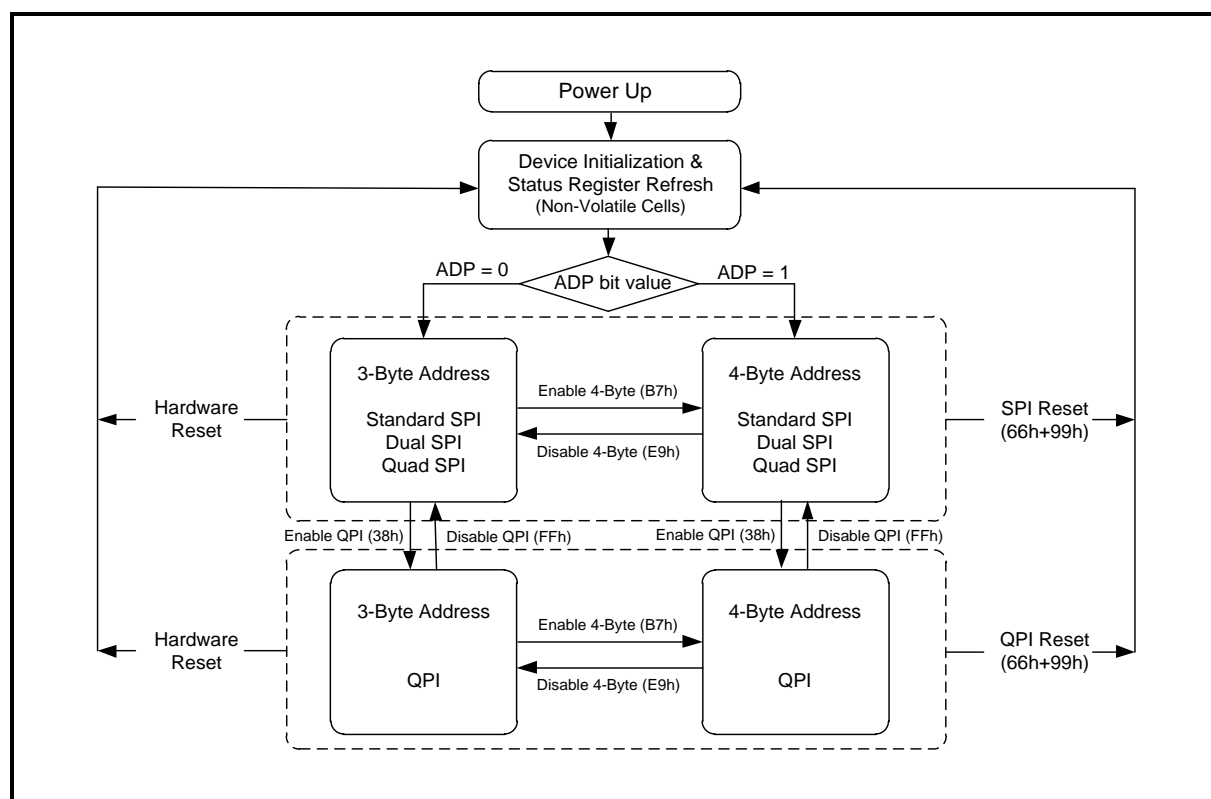 Power Up
Device Initialization &
Status Register Refresh
(Non-Volatile Cells)
ADP = 0
ADP bit value
ADP = 1
3-Byte Address
Standard SPI
Dual SPI
Quad SPI
Enable 4-Byte (B7h)
Disable 4-Byte (E9h)
4-Byte Address
Standard SPI
Dual SPI
Quad SPI
Hardware
Reset
SPI Reset
(66h+99h)
Enable QPI (38h)
Disable QPI (FFh)
Enable QPI (38h)
Disable QPI (FFh)
3-Byte Address
QPI
Enable 4-Byte (B7h)
Disable 4-Byte (E9h)
4-Byte Address
QPI
Hardware
Reset
QPI Reset
(66h+99h)